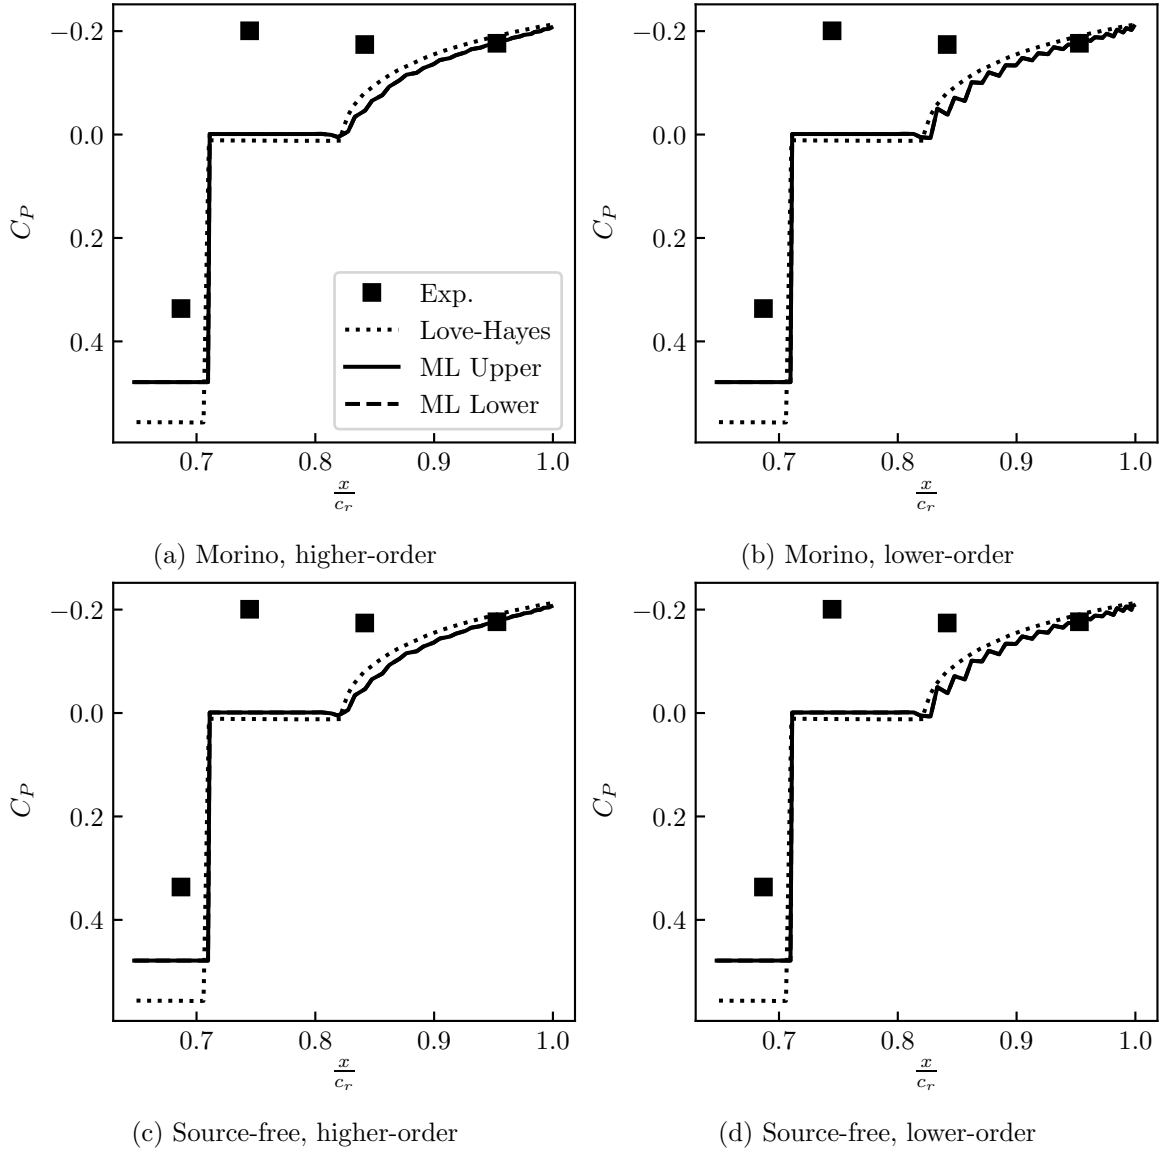 −0.2
0.0
0.2
0.4
C_P
0.7 0.8 0.9 1.0
x/c_r
Exp.
Love-Hayes
ML Upper
ML Lower
(a) Morino, higher-order
−0.2
0.0
0.2
0.4
C_P
0.7 0.8 0.9 1.0
x/c_r
(b) Morino, lower-order
−0.2
0.0
0.2
0.4
C_P
0.7 0.8 0.9 1.0
x/c_r
(c) Source-free, higher-order
−0.2
0.0
0.2
0.4
C_P
0.7 0.8 0.9 1.0
x/c_r
(d) Source-free, lower-order